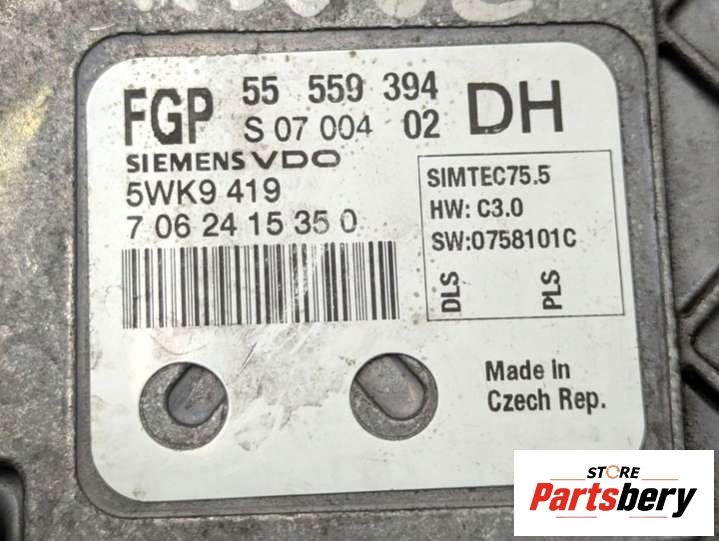 FGP 55 559 394 DH
S 07 004 02
SIEMENS VDO
5WK9 419
7 06 24 15 35 0
SIMTEC75.5
HW: C3.0
SW:0758101C
DLS PLS
Made in
Czech Rep.
STORE
Partsbery